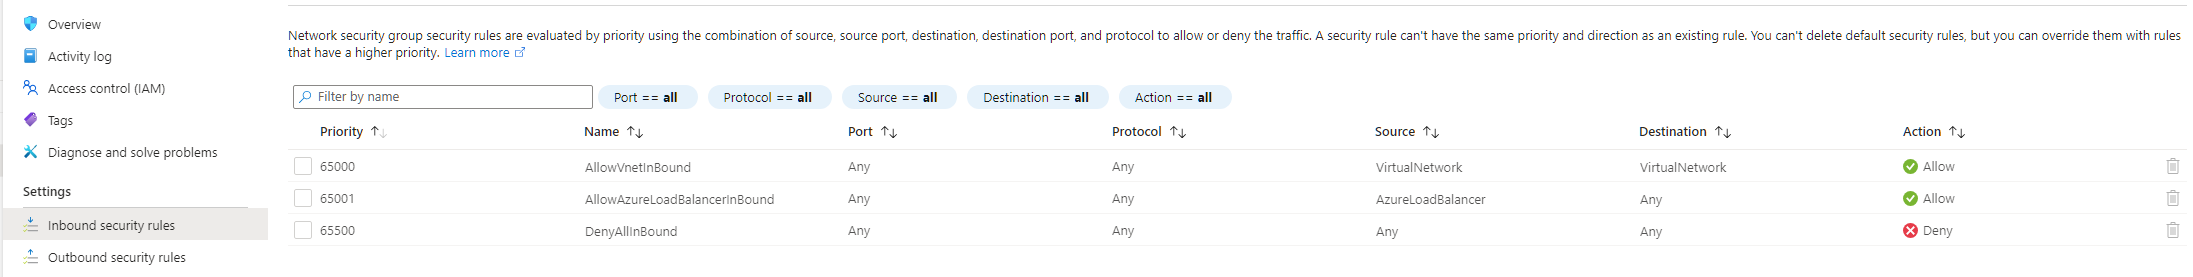 Overview
Activity log
Access control (IAM)
Tags
Diagnose and solve problems
Settings
Inbound security rules
Outbound security rules
Network security group security rules are evaluated by priority using the combination of source, source port, destination, destination port, and protocol to allow or deny the traffic. A security rule can't have the same priority and direction as an existing rule. You can't delete default security rules, but you can override them with rules
that have a higher priority. Learn more
Filter by name Port == all Protocol == all Source == all Destination == all Action == all
Priority Name Port Protocol Source Destination Action
65000 AllowVnetInBound Any Any VirtualNetwork VirtualNetwork Allow
65001 AllowAzureLoadBalancerInBound Any Any AzureLoadBalancer Any Allow
65500 DenyAllInBound Any Any Any Any Deny